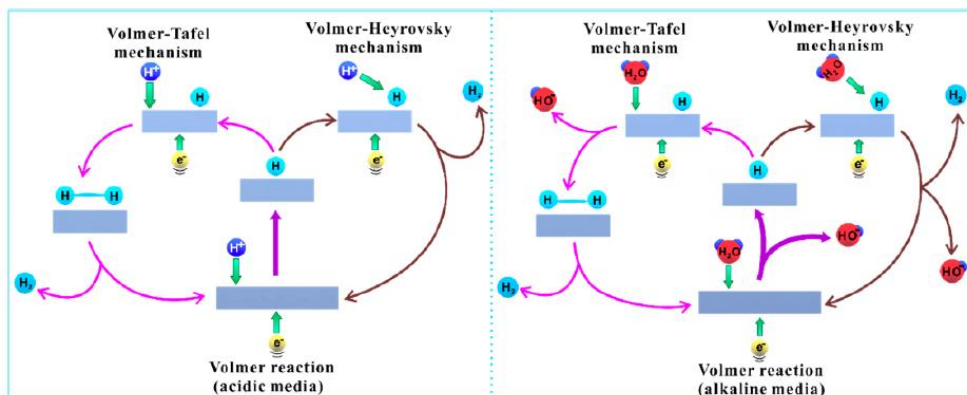 Volmer-Tafel
mechanism
Volmer-Heyrovsky
mechanism
H⁺
H
H⁺
H
H₂
e⁻
e⁻
H
H H
H⁺
H₂
e⁻
Volmer reaction
(acidic media)
Volmer-Tafel
mechanism
Volmer-Heyrovsky
mechanism
H₂O
H₂O
HO⁻
H
H
H₂
e⁻
e⁻
H
H H
H₂O
HO⁻
HO⁻
H₂
e⁻
Volmer reaction
(alkaline media)